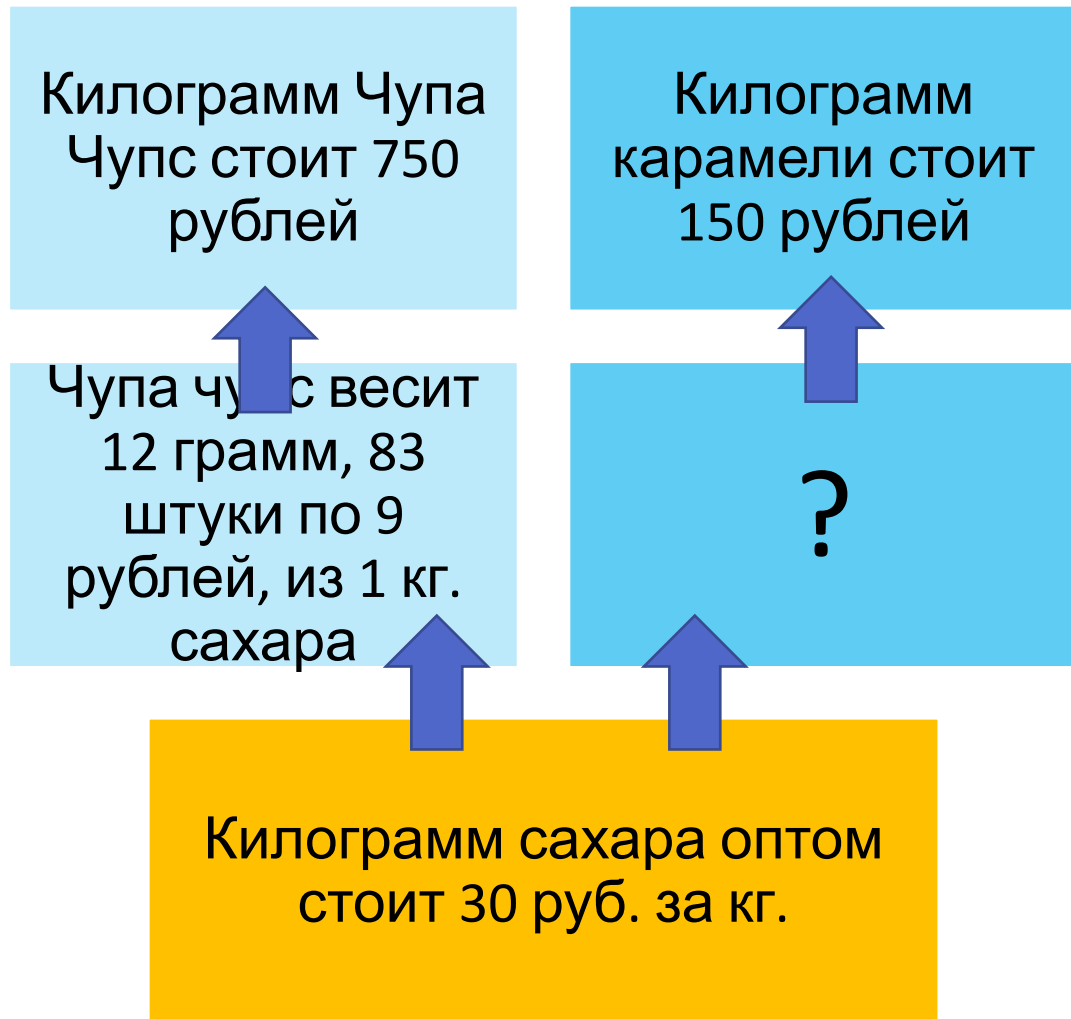 Килограмм Чупа
Чупс стоит 750
рублей
Килограмм
карамели стоит
150 рублей
Чупа чупс весит
12 грамм, 83
штуки по 9
рублей, из 1 кг.
сахара
?
Килограмм сахара оптом
стоит 30 руб. за кг.